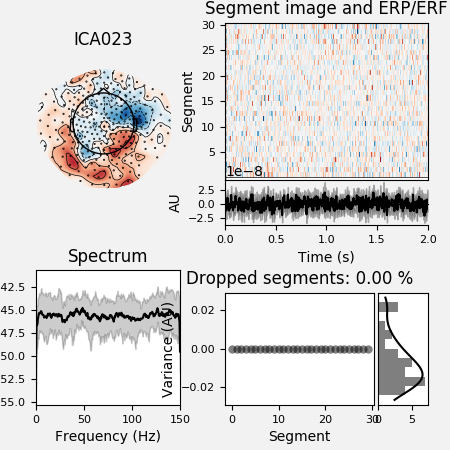 ICA023
Segment image and ERP/ERF
Segment
30
25
20
15
10
5
1e−8
AU
2.5
0.0
−2.5
0.0 0.5 1.0 1.5 2.0
Time (s)
Spectrum
42.5
45.0
47.5
50.0
52.5
55.0
0 50 100 150
Frequency (Hz)
Dropped segments: 0.00 %
Variance (AU)
0.02
0.00
−0.02
0 10 20 30
Segment
0 5